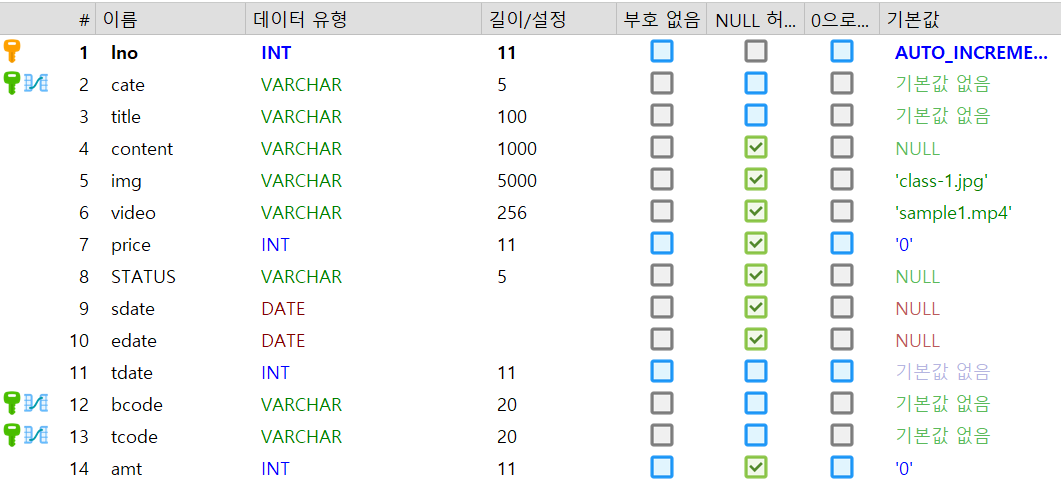 # 이름 데이터 유형 길이/설정 부호 없음 NULL 허... 0으로... 기본값
1 lno INT 11 AUTO_INCREME...
2 cate VARCHAR 5 기본값 없음
3 title VARCHAR 100 기본값 없음
4 content VARCHAR 1000 NULL
5 img VARCHAR 5000 'class-1.jpg'
6 video VARCHAR 256 'sample1.mp4'
7 price INT 11 '0'
8 STATUS VARCHAR 5 NULL
9 sdate DATE NULL
10 edate DATE NULL
11 tdate INT 11 기본값 없음
12 bcode VARCHAR 20 기본값 없음
13 tcode VARCHAR 20 기본값 없음
14 amt INT 11 '0'